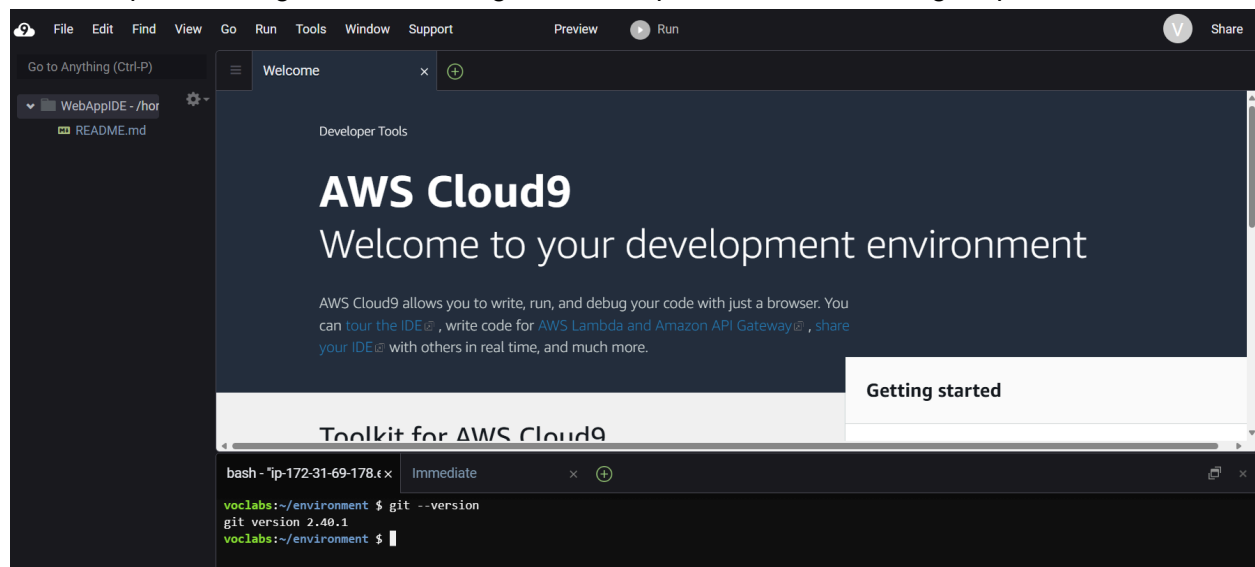 9 File Edit Find View Go Run Tools Window Support Preview Run V Share
Go to Anything (Ctrl-P)
Welcome
WebAppIDE - /hor
README.md
Developer Tools
AWS Cloud9
Welcome to your development environment
AWS Cloud9 allows you to write, run, and debug your code with just a browser. You
can tour the IDE , write code for AWS Lambda and Amazon API Gateway , share
your IDE with others in real time, and much more.
Getting started
Toolkit for AWS Cloud9
bash - "ip-172-31-69-178.e × Immediate ×
voclabs:~/environment $ git --version
git version 2.40.1
voclabs:~/environment $